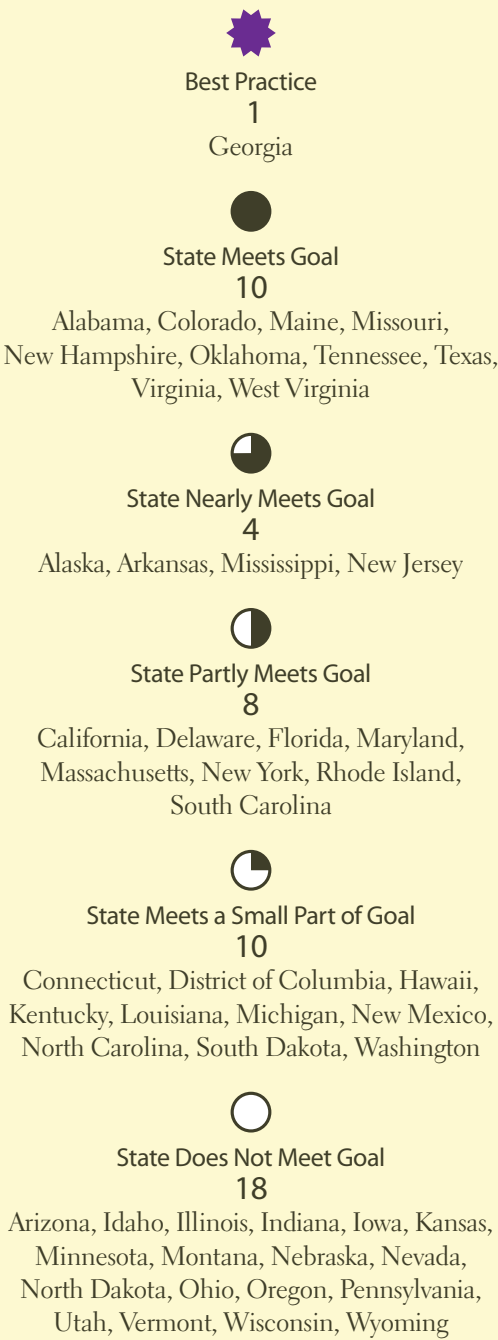 Best Practice
1
Georgia
State Meets Goal
10
Alabama, Colorado, Maine, Missouri,
New Hampshire, Oklahoma, Tennessee, Texas,
Virginia, West Virginia
State Nearly Meets Goal
4
Alaska, Arkansas, Mississippi, New Jersey
State Partly Meets Goal
8
California, Delaware, Florida, Maryland,
Massachusetts, New York, Rhode Island,
South Carolina
State Meets a Small Part of Goal
10
Connecticut, District of Columbia, Hawaii,
Kentucky, Louisiana, Michigan, New Mexico,
North Carolina, South Dakota, Washington
State Does Not Meet Goal
18
Arizona, Idaho, Illinois, Indiana, Iowa, Kansas,
Minnesota, Montana, Nebraska, Nevada,
North Dakota, Ohio, Oregon, Pennsylvania,
Utah, Vermont, Wisconsin, Wyoming